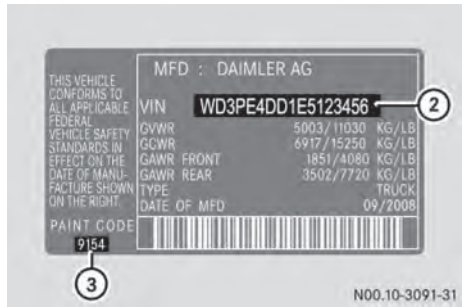 MFD : DAIMLER AG
THIS VEHICLE
CONFORMS TO
ALL APPLICABLE
FEDERAL
VEHICLE SAFETY
STANDARDS IN
EFFECT ON THE
DATE OF MANU-
FACTURE SHOWN
ON THE RIGHT.
VIN WD3PE4DD1E5123456
2
GVWR 5003/11030 KG/LB
GCWR 6917/15250 KG/LB
GAWR FRONT 1851/4080 KG/LB
GAWR REAR 3502/7720 KG/LB
TYPE TRUCK
DATE OF MFD 09/2008
PAINT CODE
9154
3
N00.10-3091-31